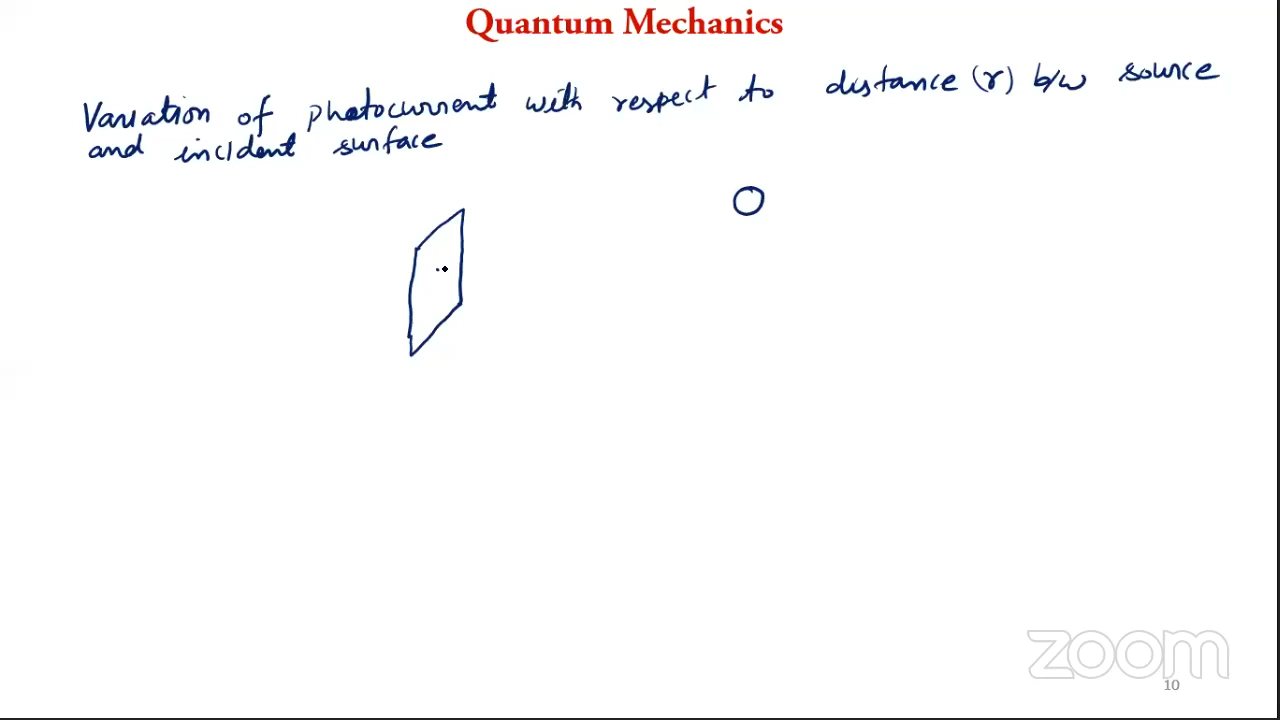 Quantum Mechanics
Variation of photocurrent with respect to distance (r) b/w source
and incident surface
zoom
10